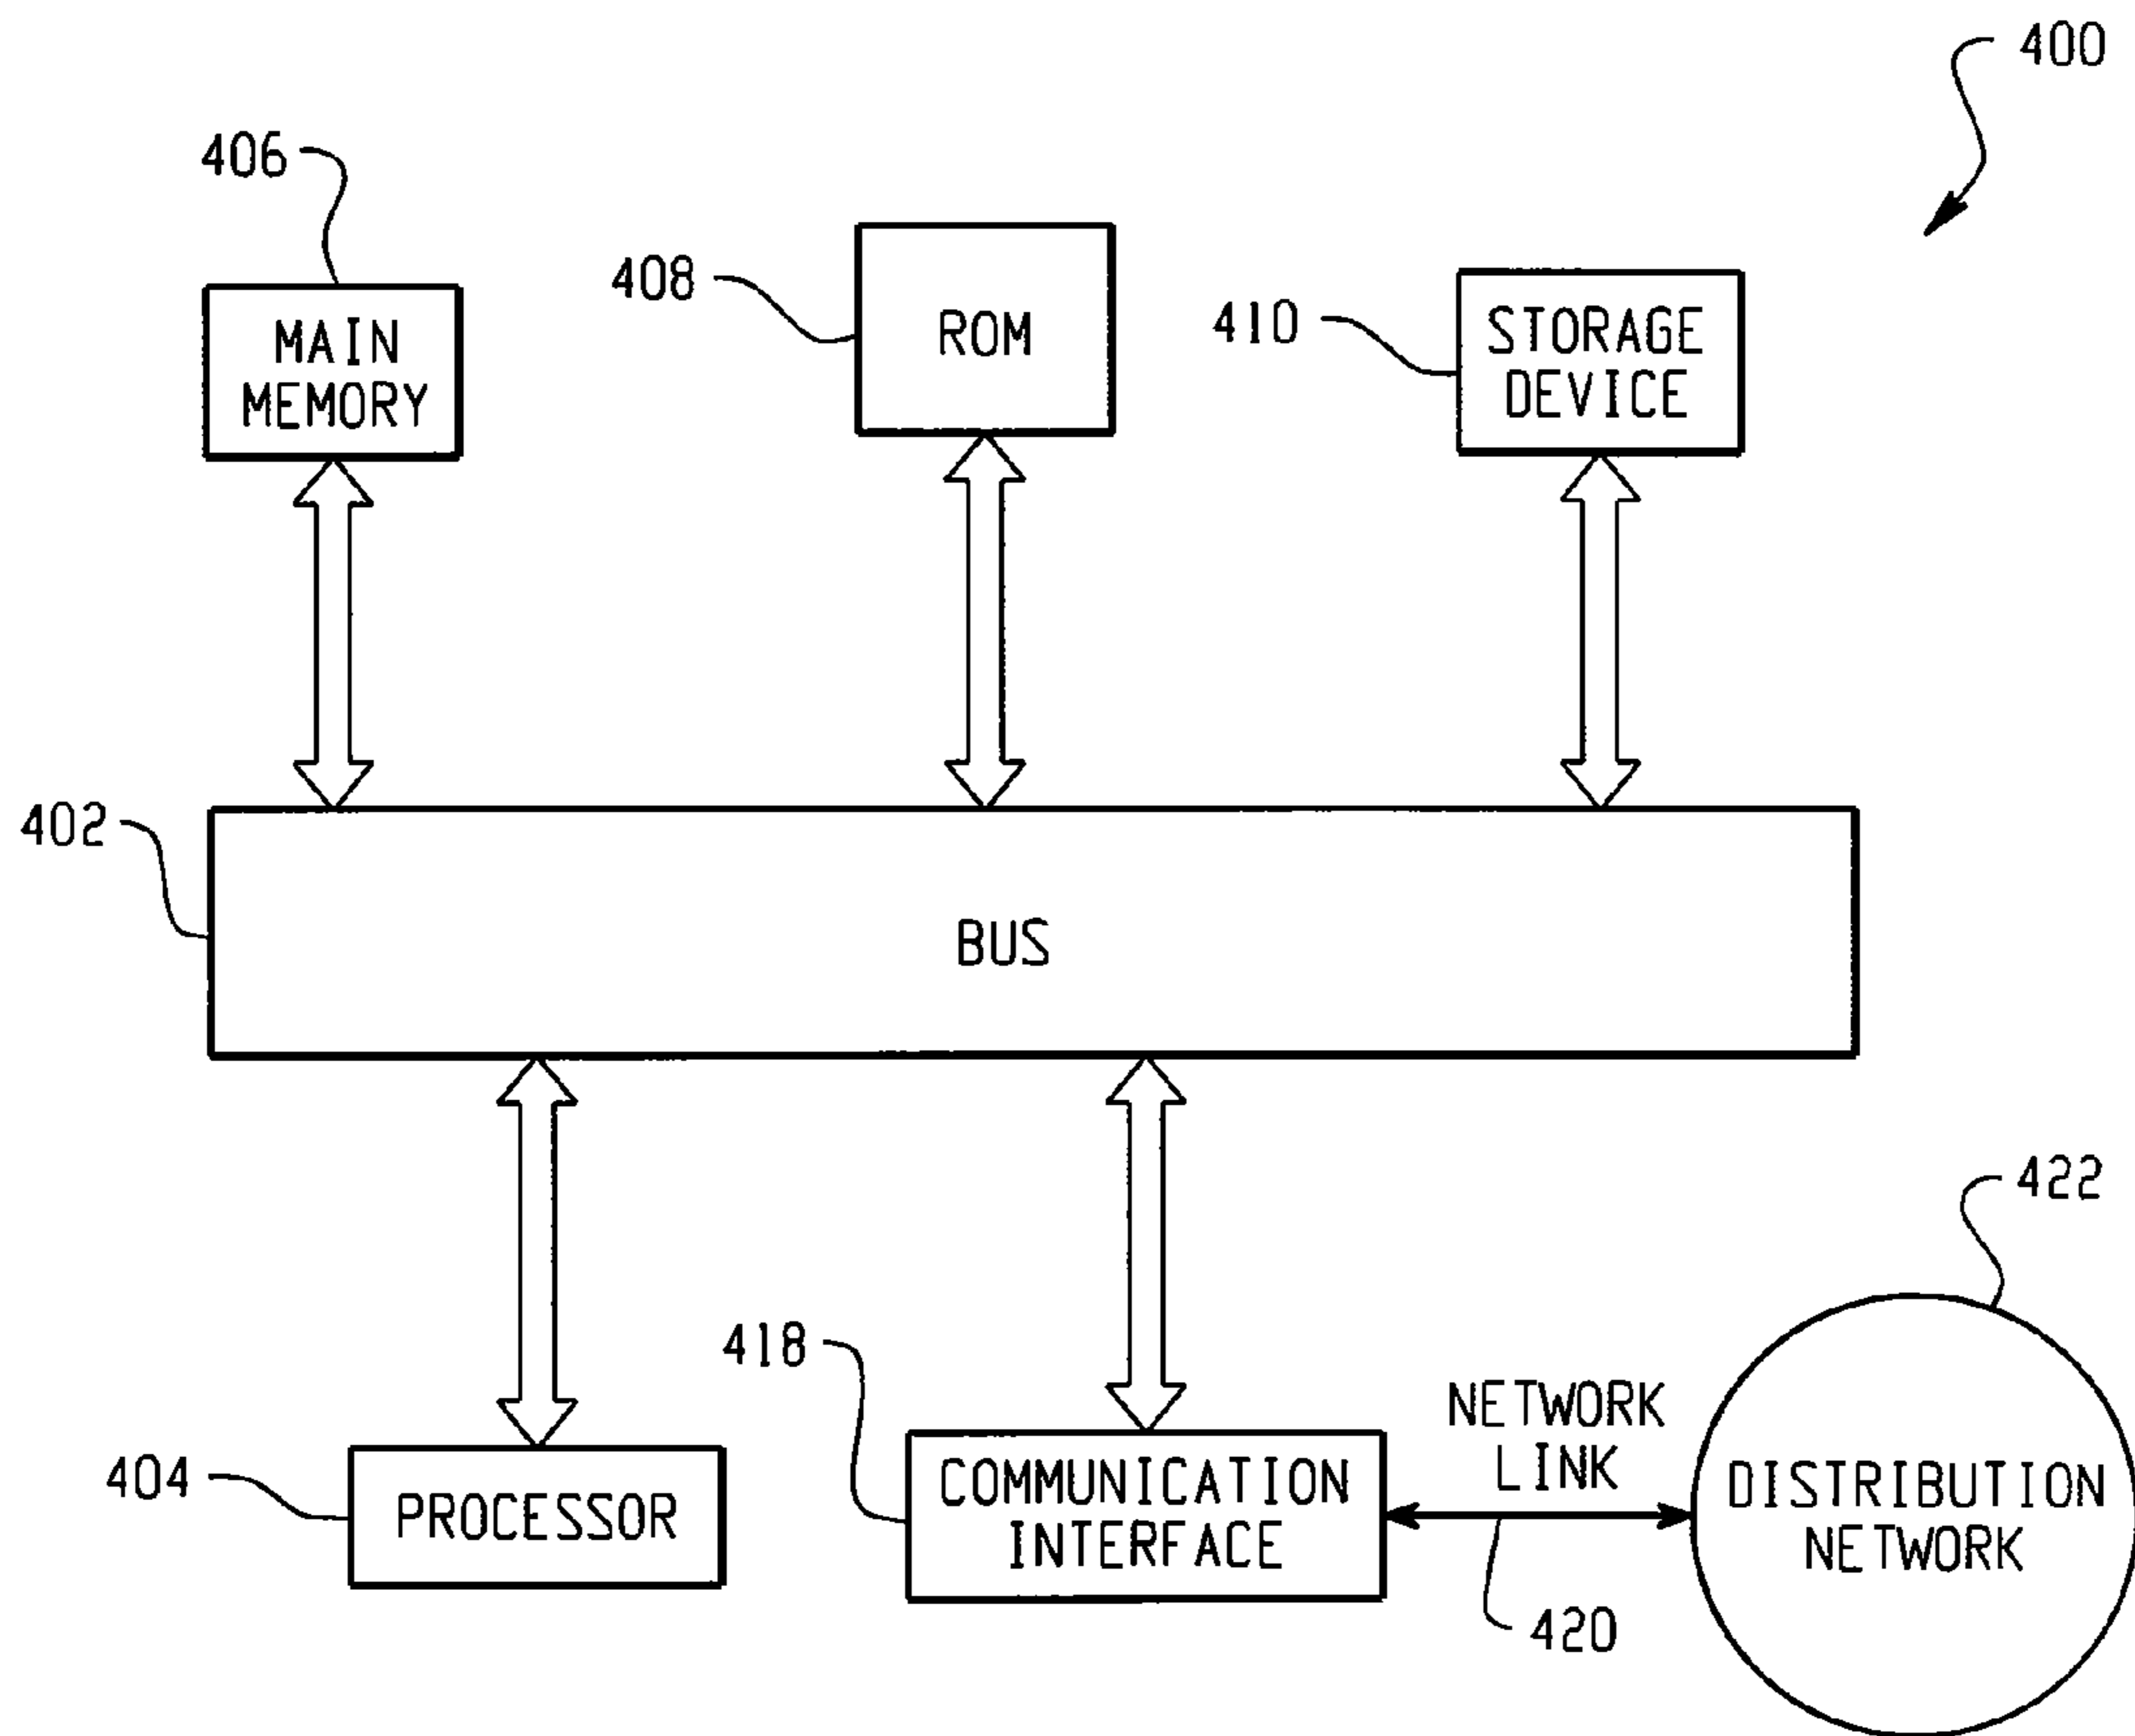 400
406
MAIN
MEMORY
408
ROM
410
STORAGE
DEVICE
402
BUS
422
418
404
PROCESSOR
COMMUNICATION
INTERFACE
NETWORK
LINK
420
DISTRIBUTION
NETWORK